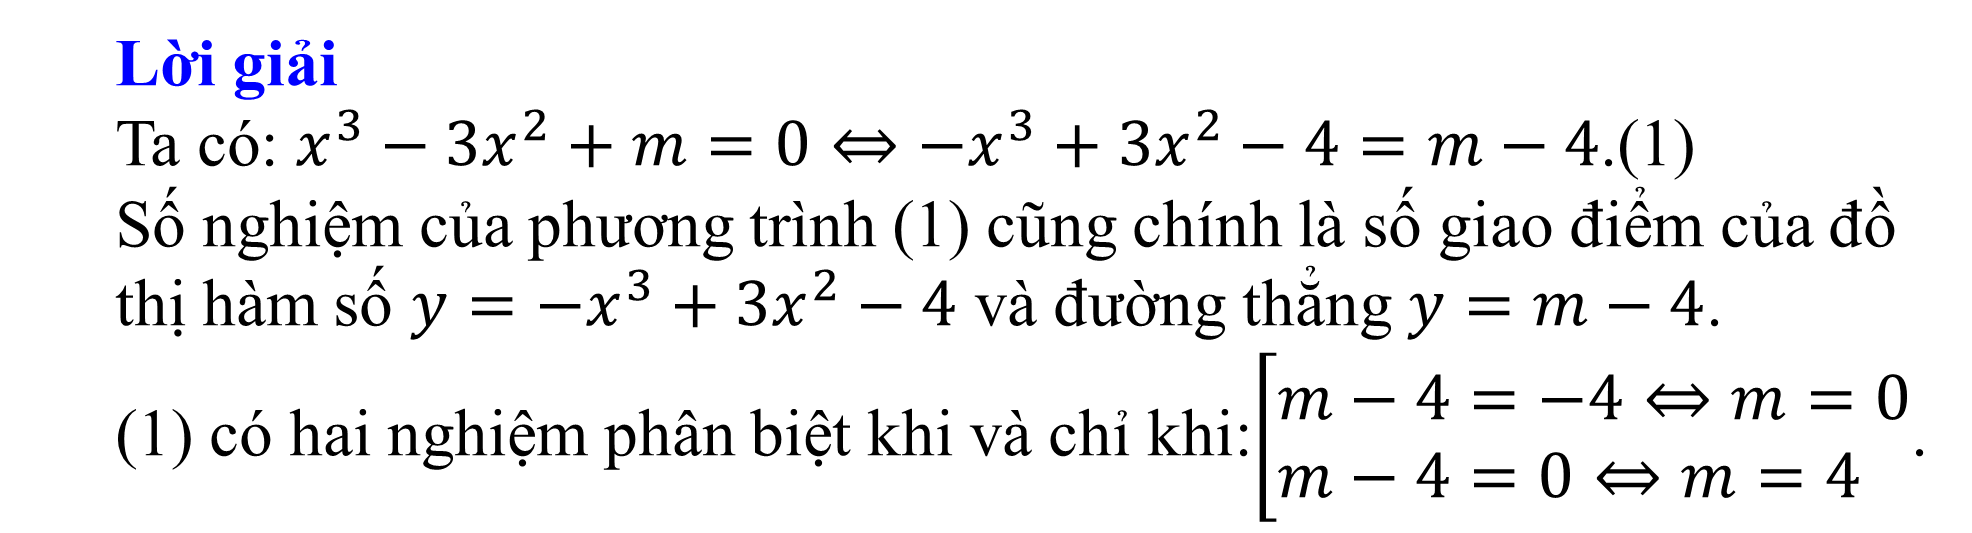 Lời giải
Ta có: x³ − 3x² + m = 0 ⇔ −x³ + 3x² − 4 = m − 4.(1)
Số nghiệm của phương trình (1) cũng chính là số giao điểm của đồ
thị hàm số y = −x³ + 3x² − 4 và đường thẳng y = m − 4.
(1) có hai nghiệm phân biệt khi và chỉ khi: [m − 4 = −4 ⇔ m = 0
m − 4 = 0 ⇔ m = 4.